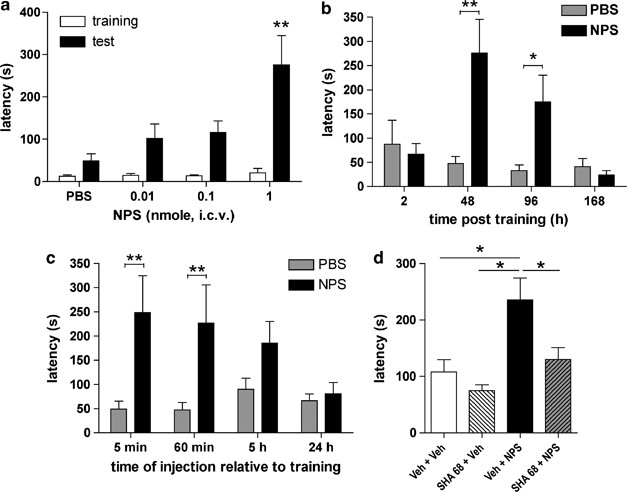 a
training
test
latency (s)
400
300
200
100
0
**
PBS 0.01 0.1 1
NPS (nmole, i.c.v.)
b
PBS
NPS
latency (s)
350
300
250
200
150
100
50
0
**
*
2 48 96 168
time post training (h)
c
PBS
NPS
latency (s)
400
350
300
250
200
150
100
50
0
**
**
5 min 60 min 5 h 24 h
time of injection relative to training
d
latency (s)
300
200
100
0
*
* *
Veh + Veh
SHA 68 + Veh
Veh + NPS
SHA 68 + NPS